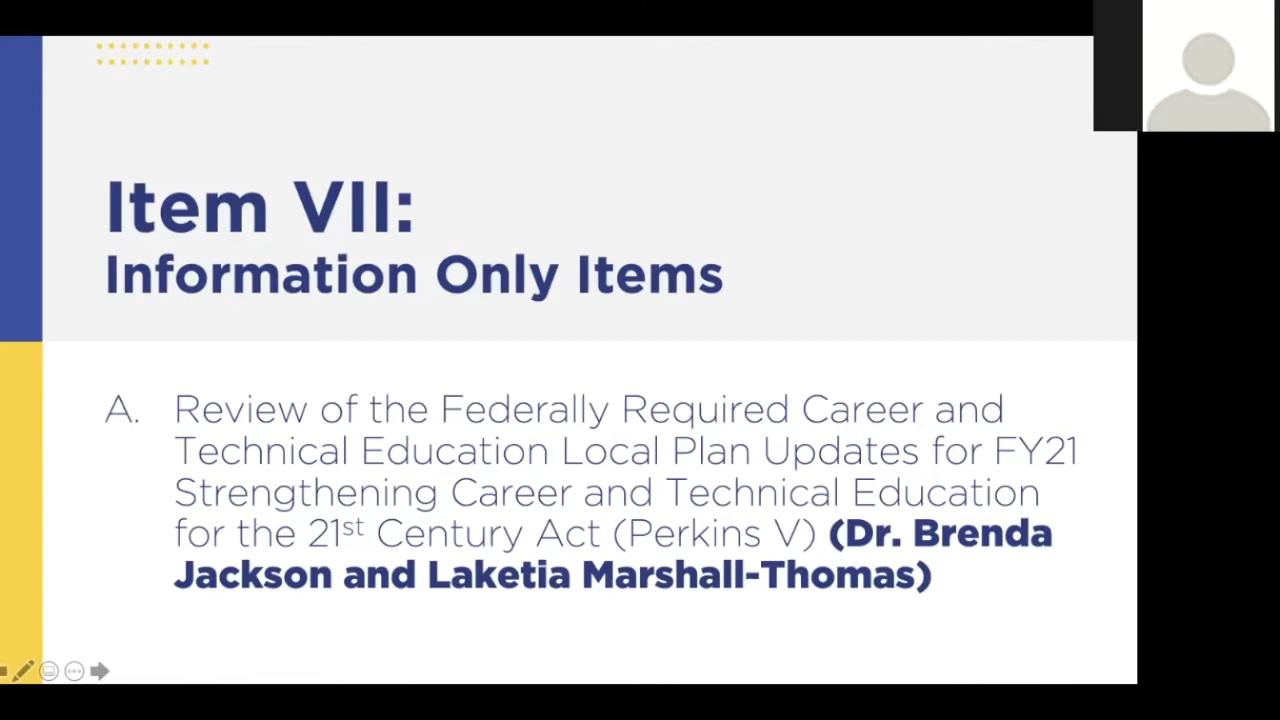 Item VII:
Information Only Items
A. Review of the Federally Required Career and
Technical Education Local Plan Updates for FY21
Strengthening Career and Technical Education
for the 21st Century Act (Perkins V) (Dr. Brenda
Jackson and Laketia Marshall-Thomas)